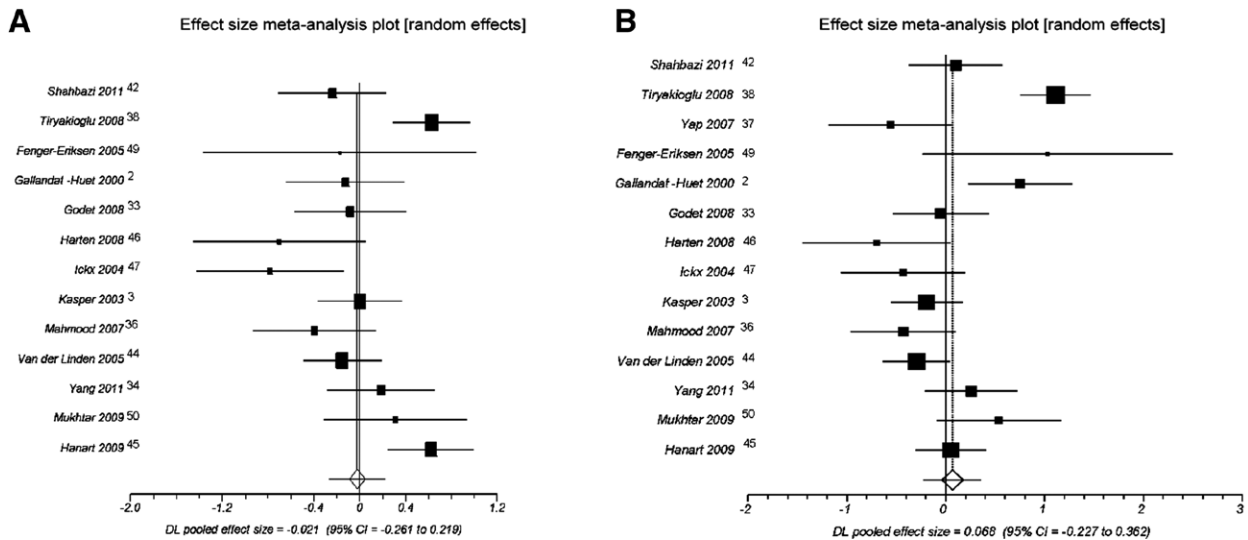 A
Effect size meta-analysis plot [random effects]
Shahbazi 2011 42
Tiryakioglu 2008 38
Fenger-Eriksen 2005 49
Gallandat -Huet 2000 2
Godet 2008 33
Harten 2008 46
Ickx 2004 47
Kasper 2003 3
Mahmood 2007 36
Van der Linden 2005 44
Yang 2011 34
Mukhtar 2009 50
Hanart 2009 45
-2.0 -1.2 -0.4 0 0.4 1.2
DL pooled effect size = -0.021 (95% CI = -0.261 to 0.219)
B
Effect size meta-analysis plot [random effects]
Shahbazi 2011 42
Tiryakioglu 2008 38
Yap 2007 37
Fenger-Eriksen 2005 49
Gallandat -Huet 2000 2
Godet 2008 33
Harten 2008 46
Ickx 2004 47
Kasper 2003 3
Mahmood 2007 36
Van der Linden 2005 44
Yang 2011 34
Mukhtar 2009 50
Hanart 2009 45
-2 -1 0 1 2 3
DL pooled effect size = 0.068 (95% CI = -0.227 to 0.362)